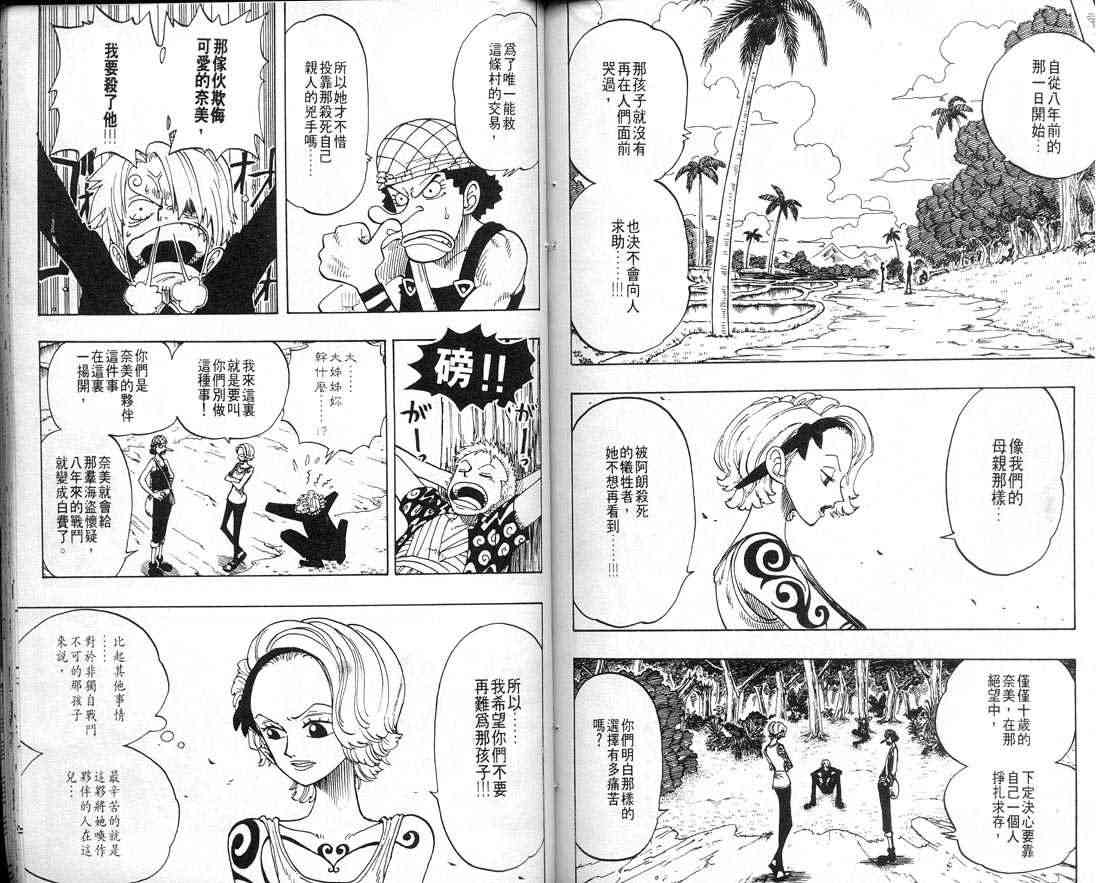 自從八年前的
那一日開始…
那孩子就沒有
再在人們面前
哭過，
也決不會向人
求助……!!!
像我們的
母親那樣…
被阿朗殺死
的犧牲者，
她不想再看
到……!!!
僅僅十歲的
奈美，在那
絕望中，
下定決心要靠
自己一個人
掙扎求存，
你們明白那樣的
選擇有多痛苦
嗎？
爲了唯一能救
這條村的交易，
所以她才不惜
投靠那殺死自己
親人的兇手嗎……
那傢伙欺侮
可愛的奈美，
我要殺了他!!!
磅!!
がーっ
がーっ
大…
大姊姊妳
幹什麼……!?
我來這裏
就是要叫
你們別做
這種事！
你們是
奈美的夥伴
這件事
在這裏
一揚開，
奈美就會給
那羣海盜懷疑，
八年來的戰鬥
就變成白費了。
所以……
我希望你們不要
再難爲那孩子!!!
比起其他事情
……
對於非獨自戰鬥
不可的那孩子
來說，
最辛苦的就是
這夥將她喚作
夥伴的人在這
兒…